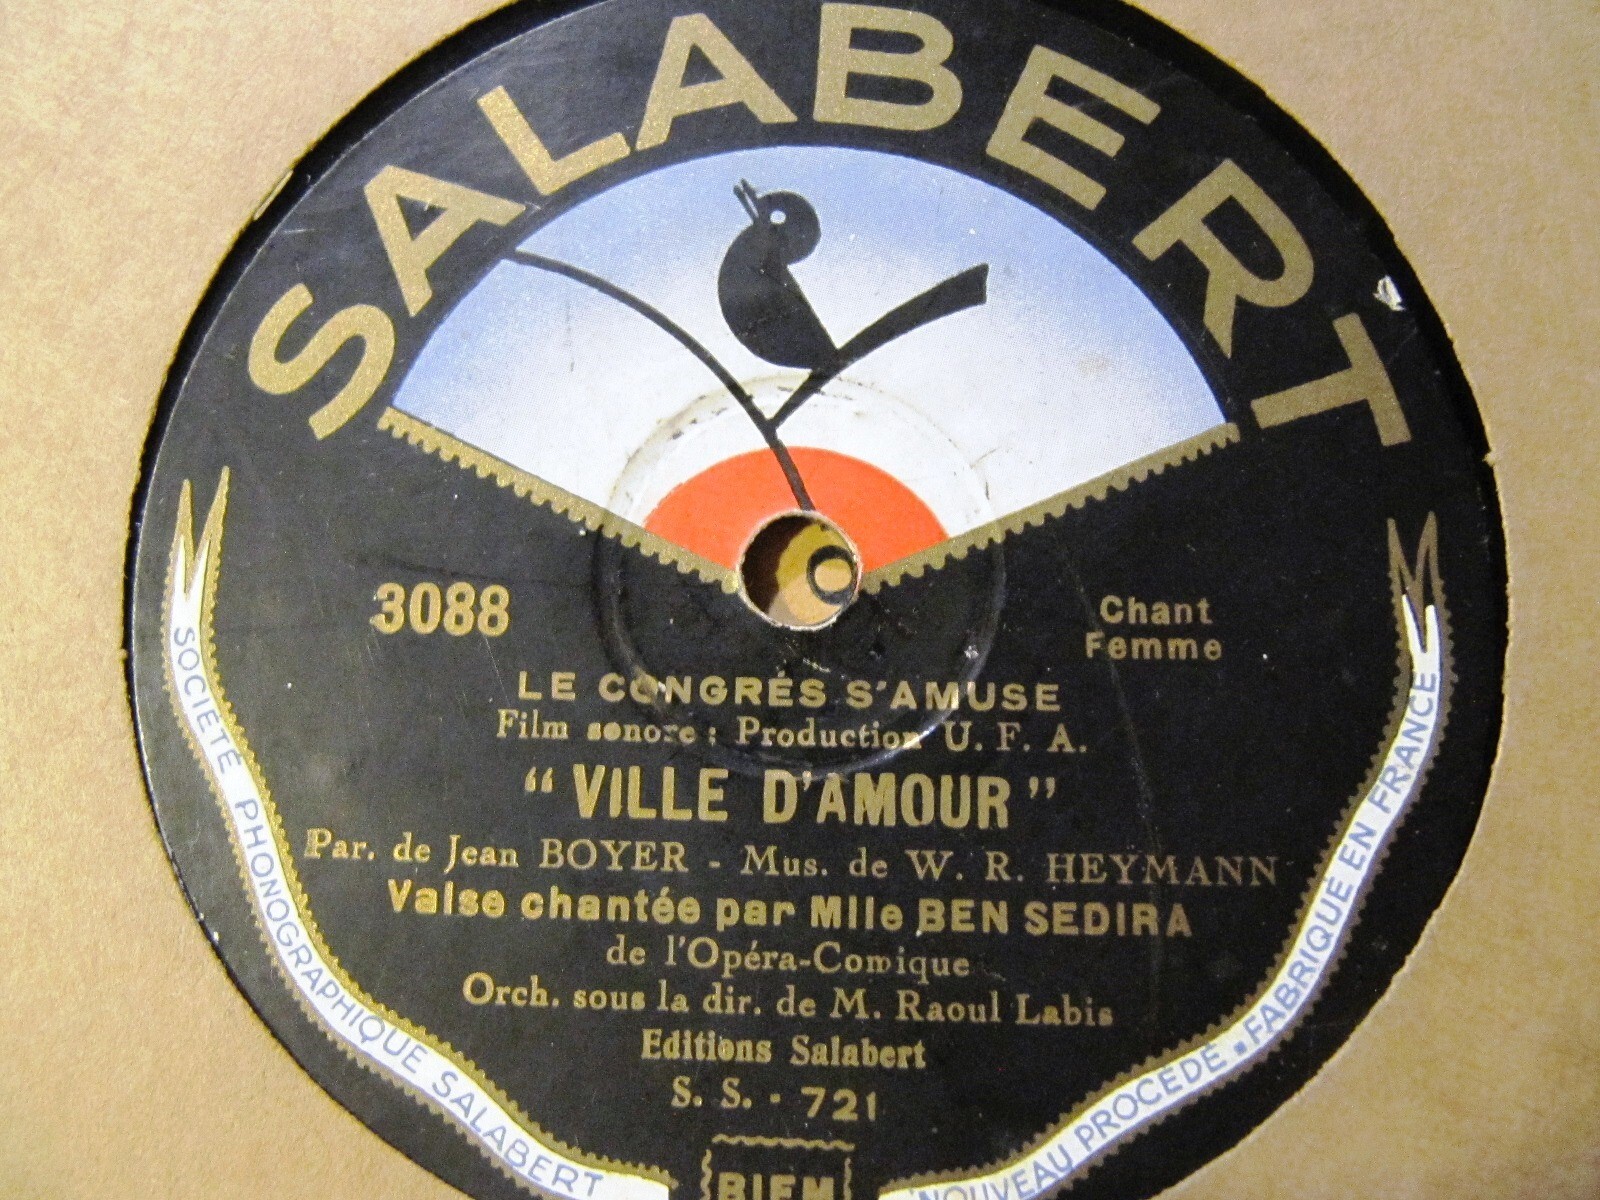 SALABERT
3088
Chant
Femme
LE CONGRÈS S'AMUSE
Film sonore : Production U. F. A.
“ VILLE D'AMOUR ”
Par. de Jean BOYER - Mus. de W. R. HEYMANN
Valse chantée par Mlle BEN SEDIRA
de l'Opéra-Comique
Orch. sous la dir. de M. Raoul Labis
Editions Salabert
S. S. - 721
BIEM
SOCIÉTÉ PHONOGRAPHIQUE SALABERT
NOUVEAU PROCÉDÉ • FABRIQUE EN FRANCE